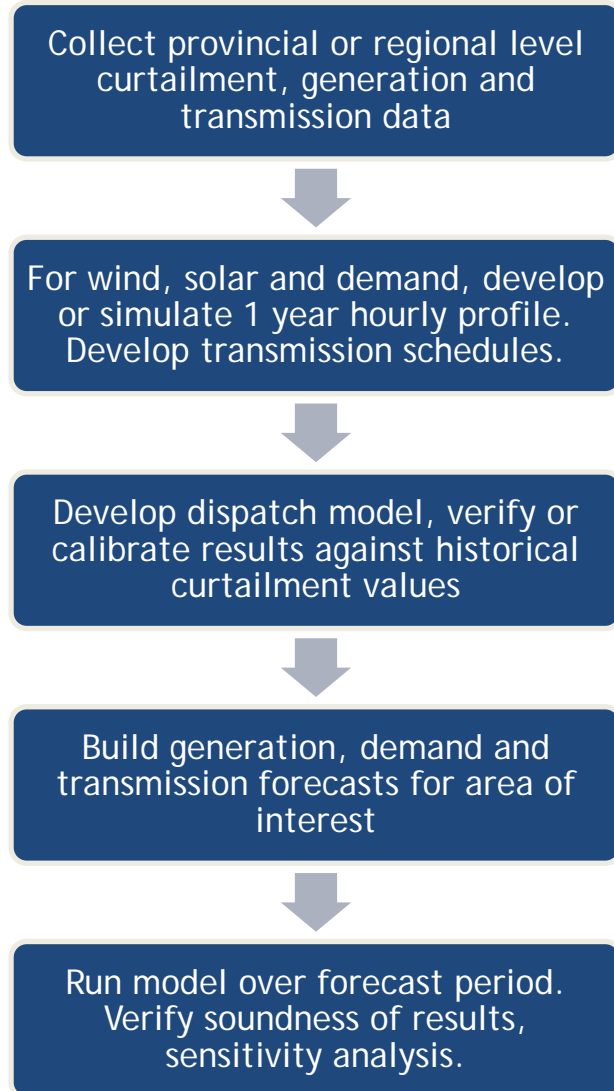 Collect provincial or regional level
curtailment, generation and
transmission data
For wind, solar and demand, develop
or simulate 1 year hourly profile.
Develop transmission schedules.
Develop dispatch model, verify or
calibrate results against historical
curtailment values
Build generation, demand and
transmission forecasts for area of
interest
Run model over forecast period.
Verify soundness of results,
sensitivity analysis.